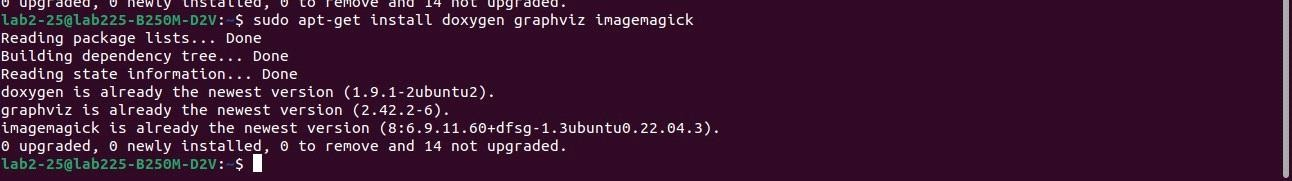 0 upgraded, 0 newly installed, 0 to remove and 14 not upgraded.
lab2-25@lab225-B250M-D2V:~$ sudo apt-get install doxygen graphviz imagemagick
Reading package lists... Done
Building dependency tree... Done
Reading state information... Done
doxygen is already the newest version (1.9.1-2ubuntu2).
graphviz is already the newest version (2.42.2-6).
imagemagick is already the newest version (8:6.9.11.60+dfsg-1.3ubuntu0.22.04.3).
0 upgraded, 0 newly installed, 0 to remove and 14 not upgraded.
lab2-25@lab225-B250M-D2V:~$